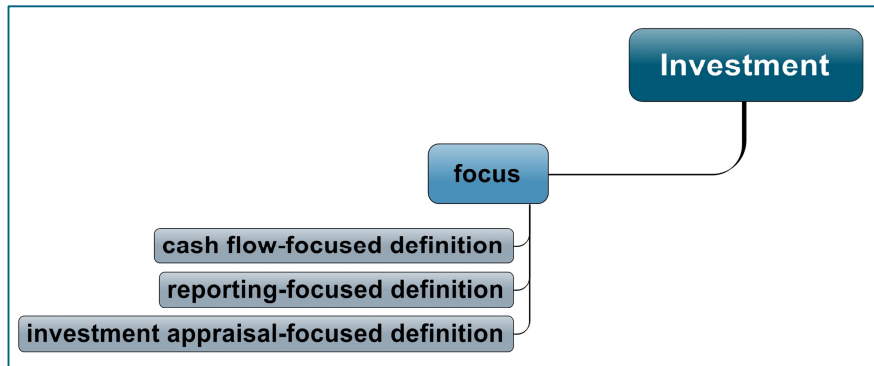 Investment
focus
cash flow-focused definition
reporting-focused definition
investment appraisal-focused definition